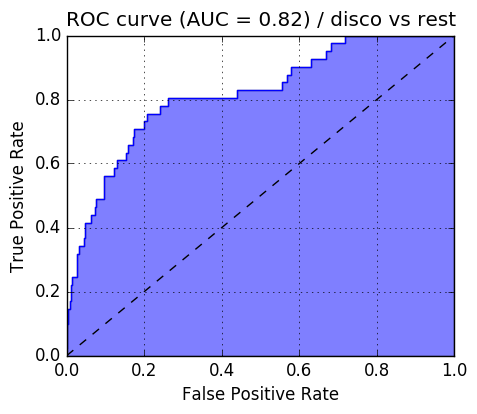 ROC curve (AUC = 0.82) / disco vs rest
1.0
0.8
0.6
0.4
0.2
0.0
True Positive Rate
0.0 0.2 0.4 0.6 0.8 1.0
False Positive Rate